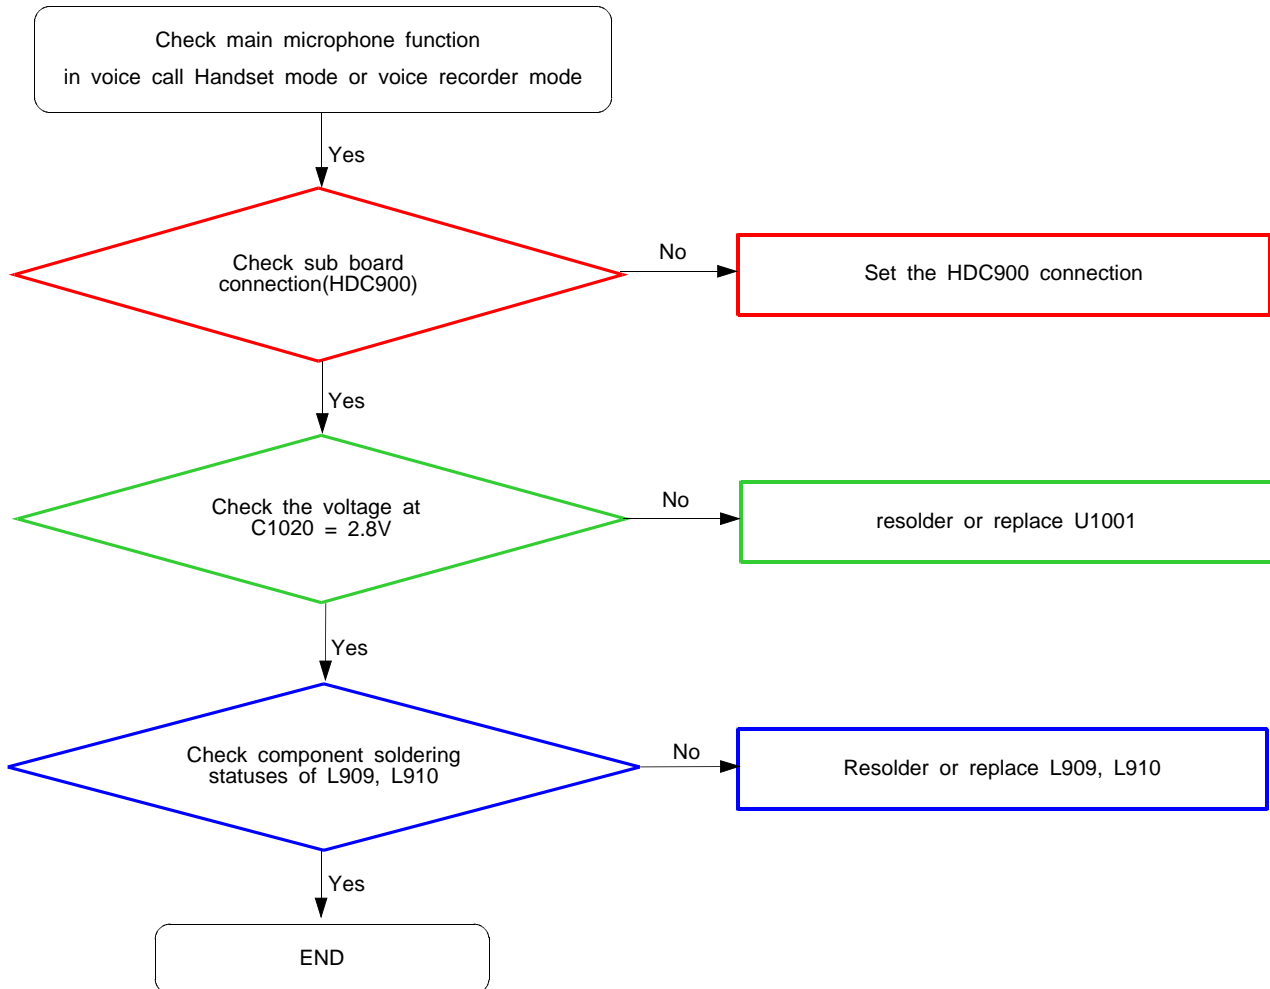 Check main microphone function
in voice call Handset mode or voice recorder mode
Yes
Check sub board
connection(HDC900)
No
Set the HDC900 connection
Yes
Check the voltage at
C1020 = 2.8V
No
resolder or replace U1001
Yes
Check component soldering
statuses of L909, L910
No
Resolder or replace L909, L910
Yes
END